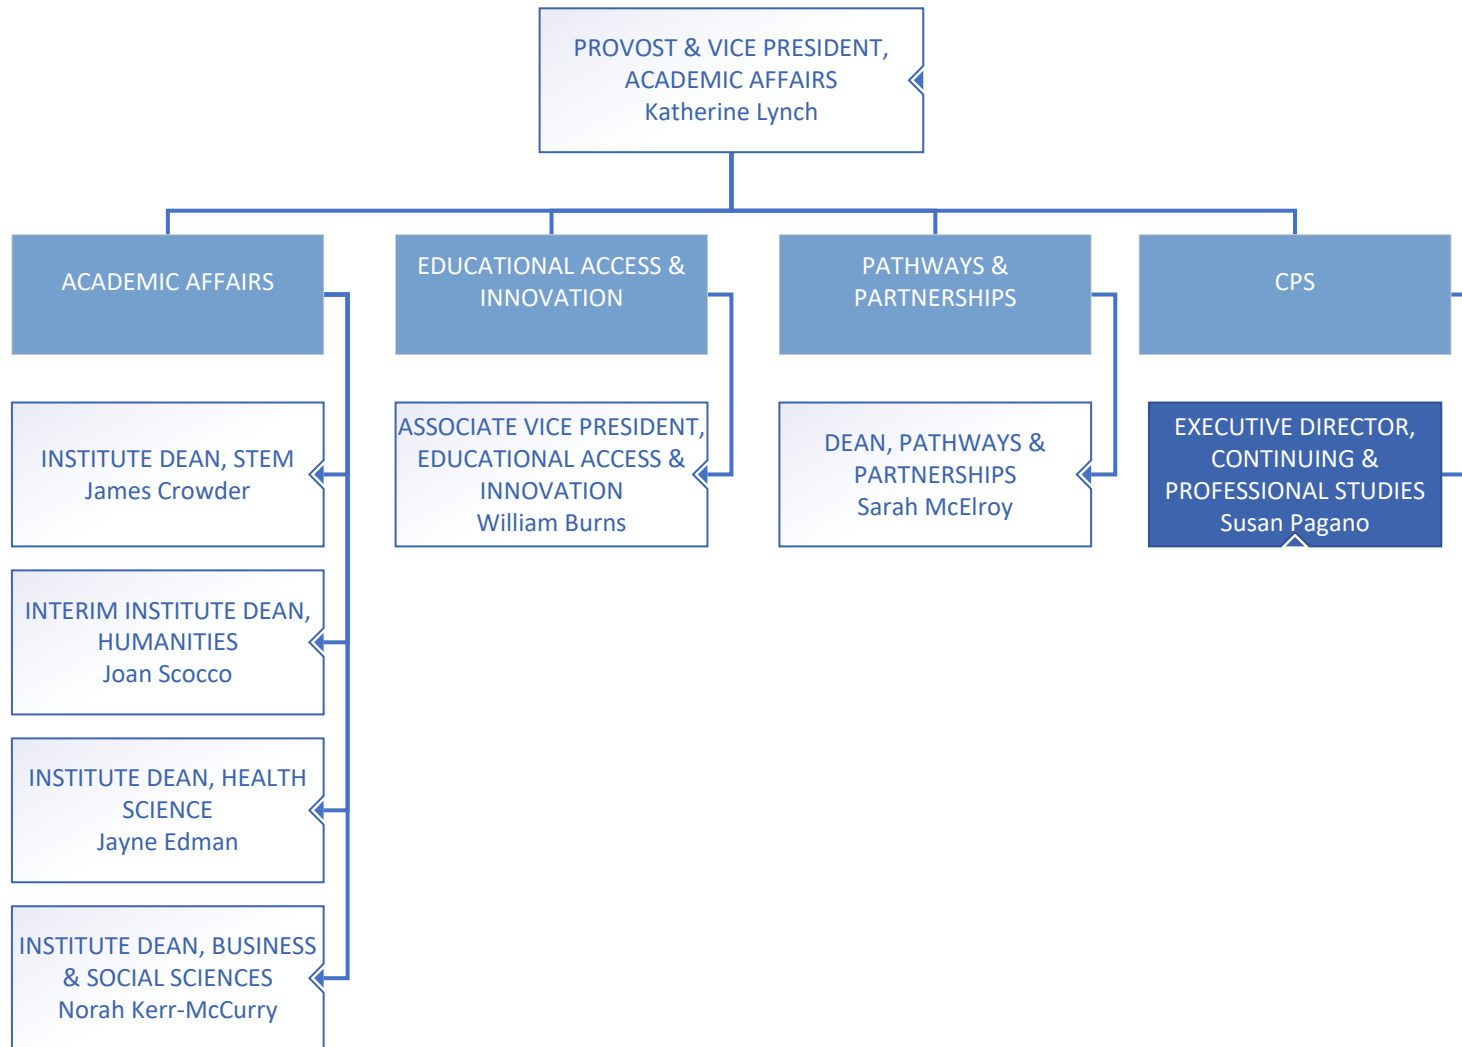 PROVOST & VICE PRESIDENT,
ACADEMIC AFFAIRS
Katherine Lynch
ACADEMIC AFFAIRS
EDUCATIONAL ACCESS &
INNOVATION
PATHWAYS &
PARTNERSHIPS
CPS
INSTITUTE DEAN, STEM
James Crowder
ASSOCIATE VICE PRESIDENT,
EDUCATIONAL ACCESS &
INNOVATION
William Burns
DEAN, PATHWAYS &
PARTNERSHIPS
Sarah McElroy
EXECUTIVE DIRECTOR,
CONTINUING &
PROFESSIONAL STUDIES
Susan Pagano
INTERIM INSTITUTE DEAN,
HUMANITIES
Joan Scocco
INSTITUTE DEAN, HEALTH
SCIENCE
Jayne Edman
INSTITUTE DEAN, BUSINESS
& SOCIAL SCIENCES
Norah Kerr-McCurry